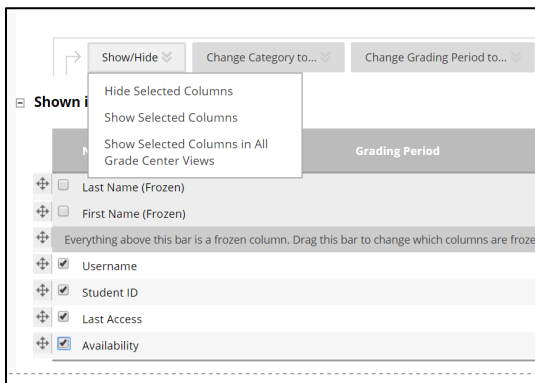 Show/Hide Change Category to... Change Grading Period to...
Hide Selected Columns
Show Selected Columns
Show Selected Columns in All
Grade Center Views
Shown i
Grading Period
Last Name (Frozen)
First Name (Frozen)
Everything above this bar is a frozen column. Drag this bar to change which columns are froze
Username
Student ID
Last Access
Availability